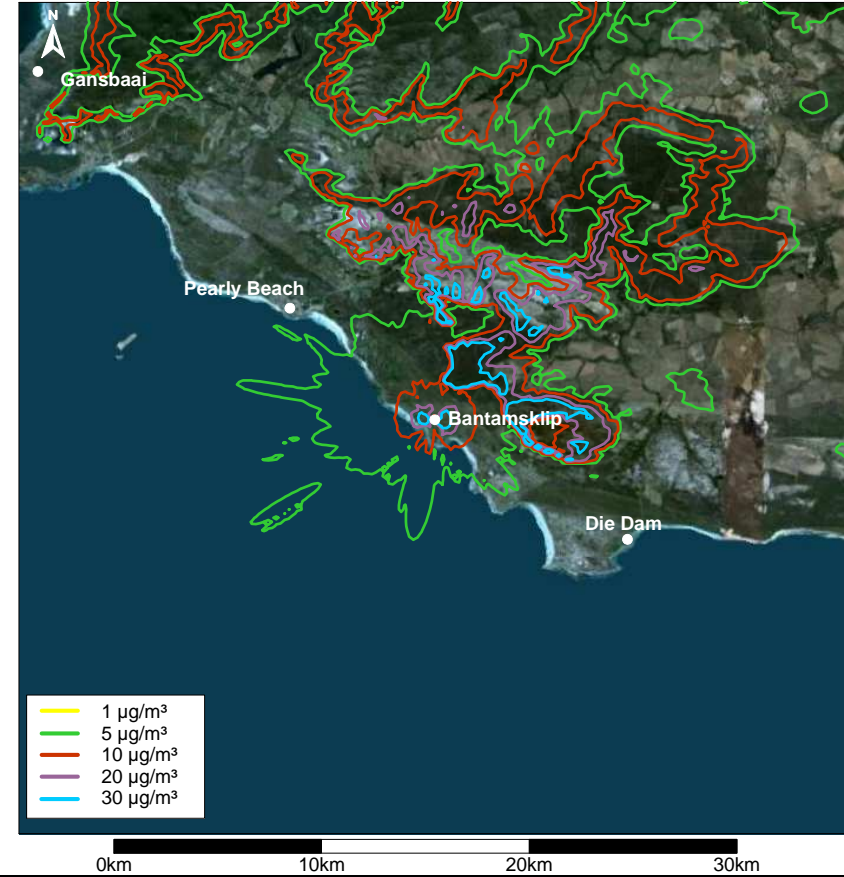 N
Gansbaai
Pearly Beach
Bantamsklip
Die Dam
1 µg/m³
5 µg/m³
10 µg/m³
20 µg/m³
30 µg/m³
0km 10km 20km 30km